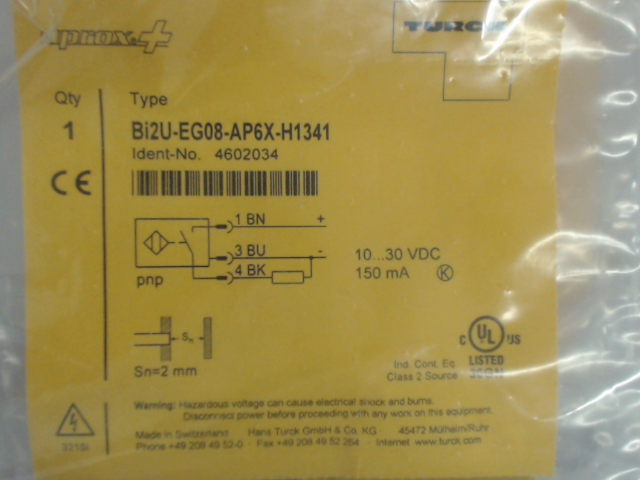 uprox+ TURCK
Qty Type
1 Bi2U-EG08-AP6X-H1341
Ident-No. 4602034
CE
1 BN +
3 BU -
4 BK
pnp
10...30 VDC
150 mA K
Sn
Sn=2 mm
C UL US
LISTED
Ind. Cont. Eq.
Class 2 Source 36GN
Warning: Hazardous voltage can cause electrical shock and burns.
Disconnect power before proceeding with any work on this equipment.
Made in Switzerland Hans Turck GmbH & Co. KG · 45472 Mülheim/Ruhr
Phone +49 208 49 52-0 · Fax +49 208 49 52 264 · Internet www.turck.com